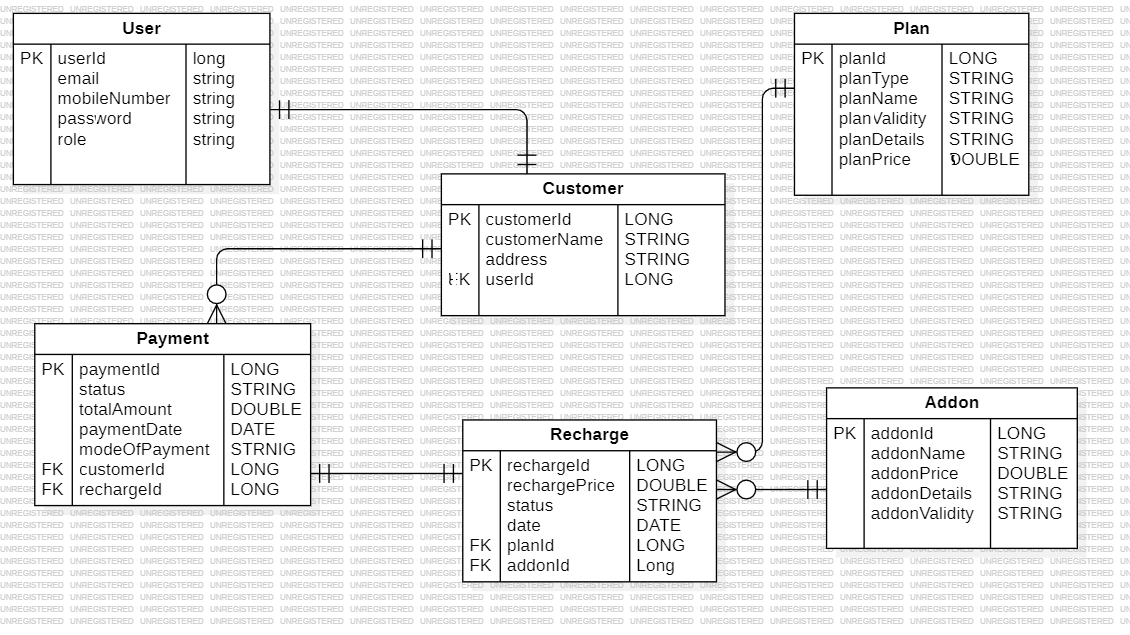 User
PK userId long
email string
mobileNumber string
password string
role string
Plan
PK planId LONG
planType STRING
planName STRING
planValidity STRING
planDetails STRING
planPrice DOUBLE
Customer
PK customerId LONG
customerName STRING
address STRING
FK userId LONG
Payment
PK paymentId LONG
status STRING
totalAmount DOUBLE
paymentDate DATE
modeOfPayment STRNIG
FK customerId LONG
FK rechargeId LONG
Recharge
PK rechargeId LONG
rechargePrice DOUBLE
status STRING
date DATE
FK planId LONG
FK addonId Long
Addon
PK addonId LONG
addonName STRING
addonPrice DOUBLE
addonDetails STRING
addonValidity STRING
UNREGISTERED